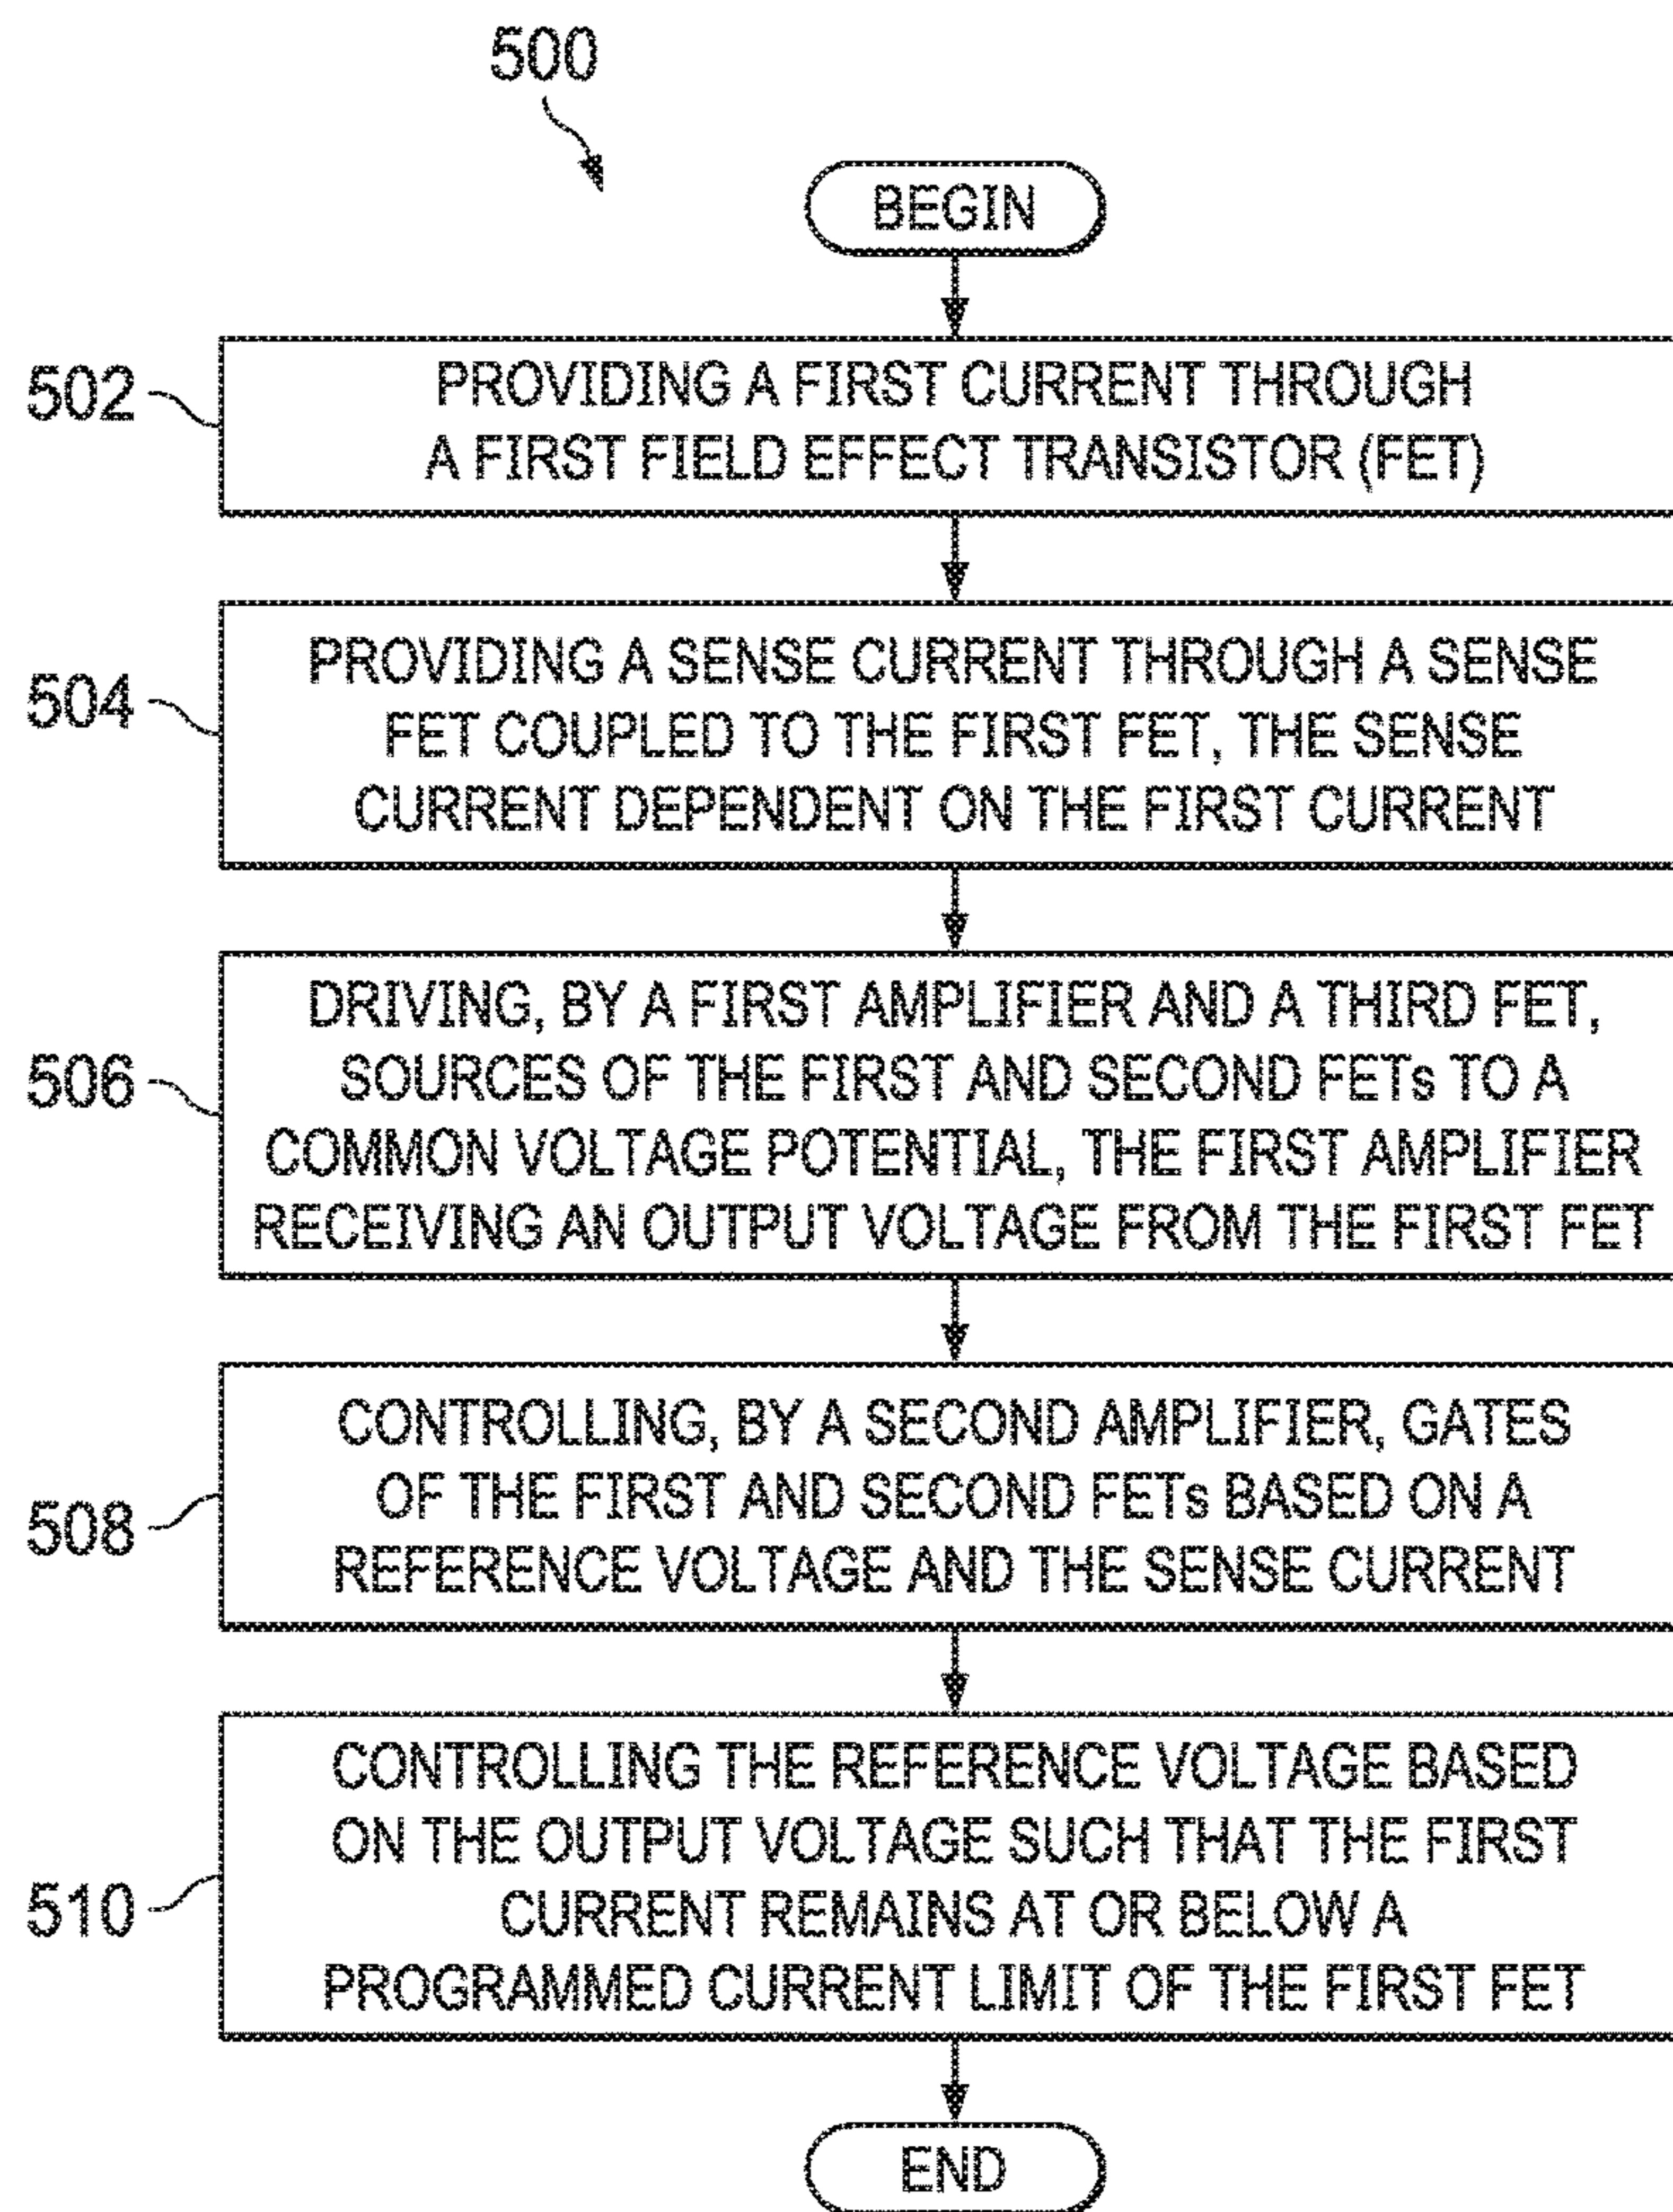 500
BEGIN
502
PROVIDING A FIRST CURRENT THROUGH
A FIRST FIELD EFFECT TRANSISTOR (FET)
504
PROVIDING A SENSE CURRENT THROUGH A SENSE
FET COUPLED TO THE FIRST FET, THE SENSE
CURRENT DEPENDENT ON THE FIRST CURRENT
506
DRIVING, BY A FIRST AMPLIFIER AND A THIRD FET,
SOURCES OF THE FIRST AND SECOND FETs TO A
COMMON VOLTAGE POTENTIAL, THE FIRST AMPLIFIER
RECEIVING AN OUTPUT VOLTAGE FROM THE FIRST FET
508
CONTROLLING, BY A SECOND AMPLIFIER, GATES
OF THE FIRST AND SECOND FETs BASED ON A
REFERENCE VOLTAGE AND THE SENSE CURRENT
510
CONTROLLING THE REFERENCE VOLTAGE BASED
ON THE OUTPUT VOLTAGE SUCH THAT THE FIRST
CURRENT REMAINS AT OR BELOW A
PROGRAMMED CURRENT LIMIT OF THE FIRST FET
END